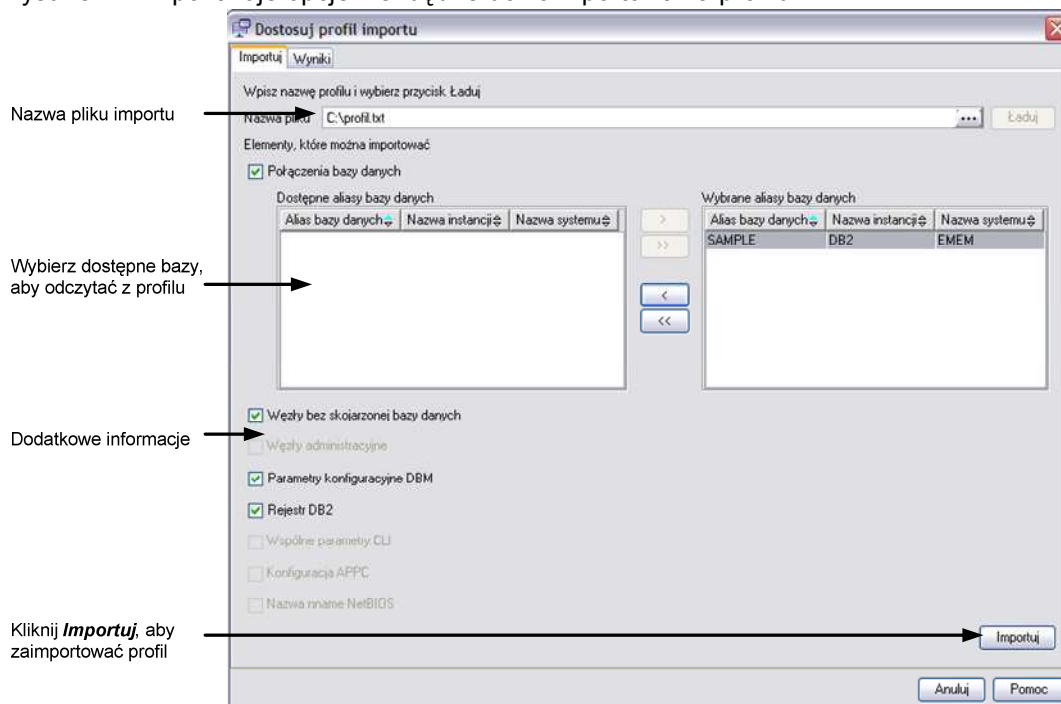 Dostosuj profil importu
Importuj Wyniki
Wpisz nazwę profilu i wybierz przycisk Ładuj
Nazwa pliku importu
Nazwa pliku C:\profil.txt ... Ładuj
Elementy, które można importować
Połączenia bazy danych
Dostępne aliasy bazy danych
Wybrane aliasy bazy danych
Alias bazy danych Nazwa instancji Nazwa systemu > Alias bazy danych Nazwa instancji Nazwa systemu
>> SAMPLE DB2 EMEM
Wybierz dostępne bazy,
aby odczytać z profilu
<
<<
Węzły bez skojarzonej bazy danych
Dodatkowe informacje
Węzły administracyjne
Parametry konfiguracyjne DBM
Rejestr DB2
Wspólne parametry CLI
Konfiguracja APPC
Nazwa nname NetBIOS
Kliknij Importuj, aby
zaimportować profil
Importuj
Anuluj Pomoc